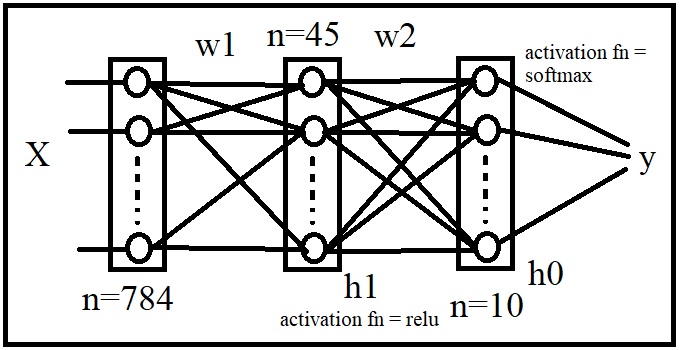 w1
n=45
w2
activation fn =
softmax
X
y
n=784
h1
activation fn = relu
n=10
h0